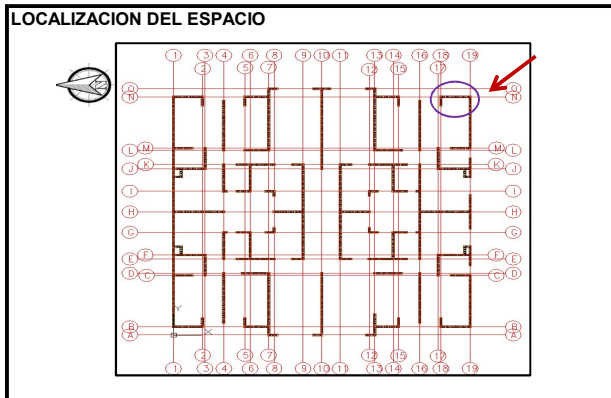 LOCALIZACION DEL ESPACIO
1 3 4 6 8 9 10 11 13 14 16 18 19
2 5 7 12 15 17
O O
N N
M M
L L
K K
J J
I I
H H
G G
F F
E E
D D
C C
Y
B B
A X A
2 5 7 12 15 17
1 3 4 6 8 9 10 11 13 14 16 18 19